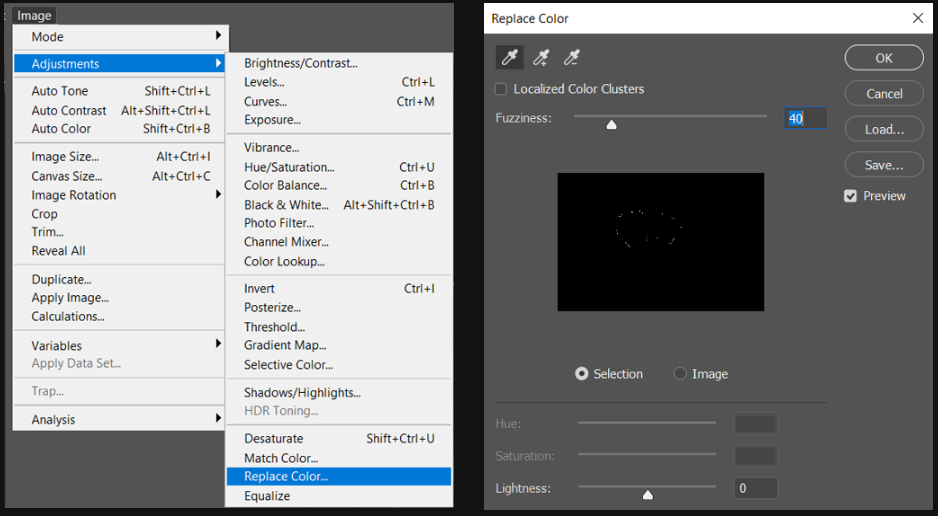 Image
Mode
Adjustments
Auto Tone Shift+Ctrl+L
Auto Contrast Alt+Shift+Ctrl+L
Auto Color Shift+Ctrl+B
Image Size... Alt+Ctrl+I
Canvas Size... Alt+Ctrl+C
Image Rotation
Crop
Trim...
Reveal All
Duplicate...
Apply Image...
Calculations...
Variables
Apply Data Set...
Trap...
Analysis
Brightness/Contrast...
Levels... Ctrl+L
Curves... Ctrl+M
Exposure...
Vibrance...
Hue/Saturation... Ctrl+U
Color Balance... Ctrl+B
Black & White... Alt+Shift+Ctrl+B
Photo Filter...
Channel Mixer...
Color Lookup...
Invert Ctrl+I
Posterize...
Threshold...
Gradient Map...
Selective Color...
Shadows/Highlights...
HDR Toning...
Desaturate Shift+Ctrl+U
Match Color...
Replace Color...
Equalize
Replace Color
Localized Color Clusters
Fuzziness: 40
OK
Cancel
Load...
Save...
Preview
Selection Image
Hue:
Saturation:
Lightness: 0